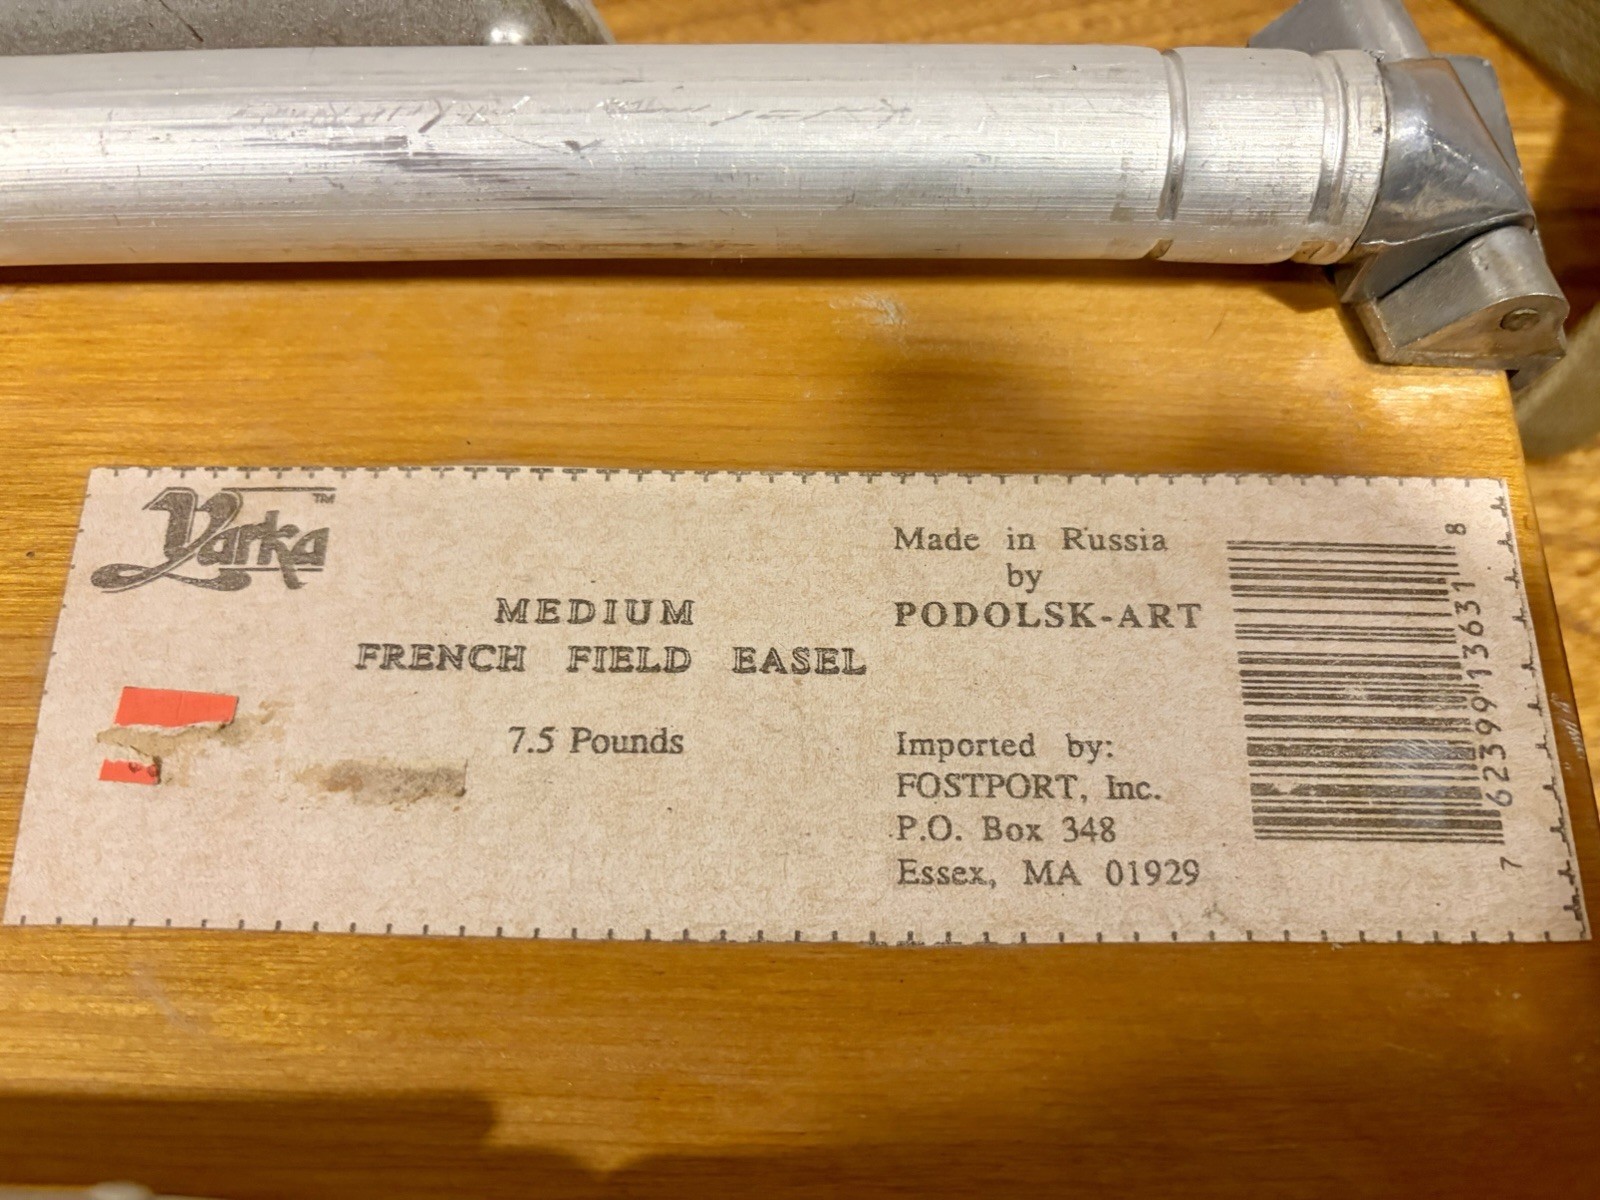 Yarka™
MEDIUM
FRENCH FIELD EASEL
7.5 Pounds
Made in Russia
by
PODOLSK-ART
Imported by:
FOSTPORT, Inc.
P.O. Box 348
Essex, MA 01929
7 62399 13631 8